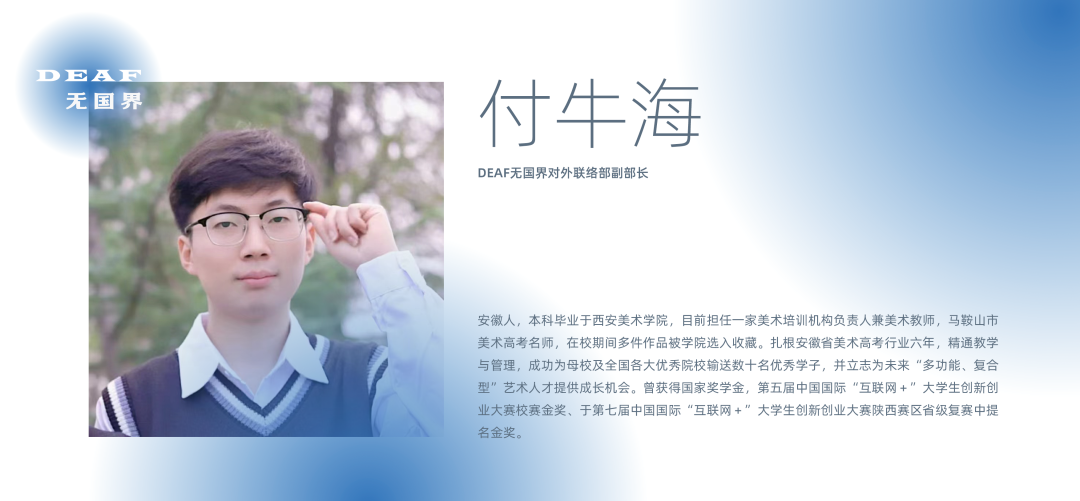 DEAF
无国界
付牛海
DEAF无国界对外联络部副部长
安徽人，本科毕业于西安美术学院，目前担任一家美术培训机构负责人兼美术教师，马鞍山市
美术高考名师，在校期间多件作品被学院选入收藏。扎根安徽省美术高考行业六年，精通教学
与管理，成功为母校及全国各大优秀院校输送数十名优秀学子，并立志为未来“多功能、复合
型”艺术人才提供成长机会。曾获得国家奖学金，第五届中国国际“互联网+”大学生创新创
业大赛校赛金奖、于第七届中国国际“互联网+”大学生创新创业大赛陕西赛区省级复赛中提
名金奖。